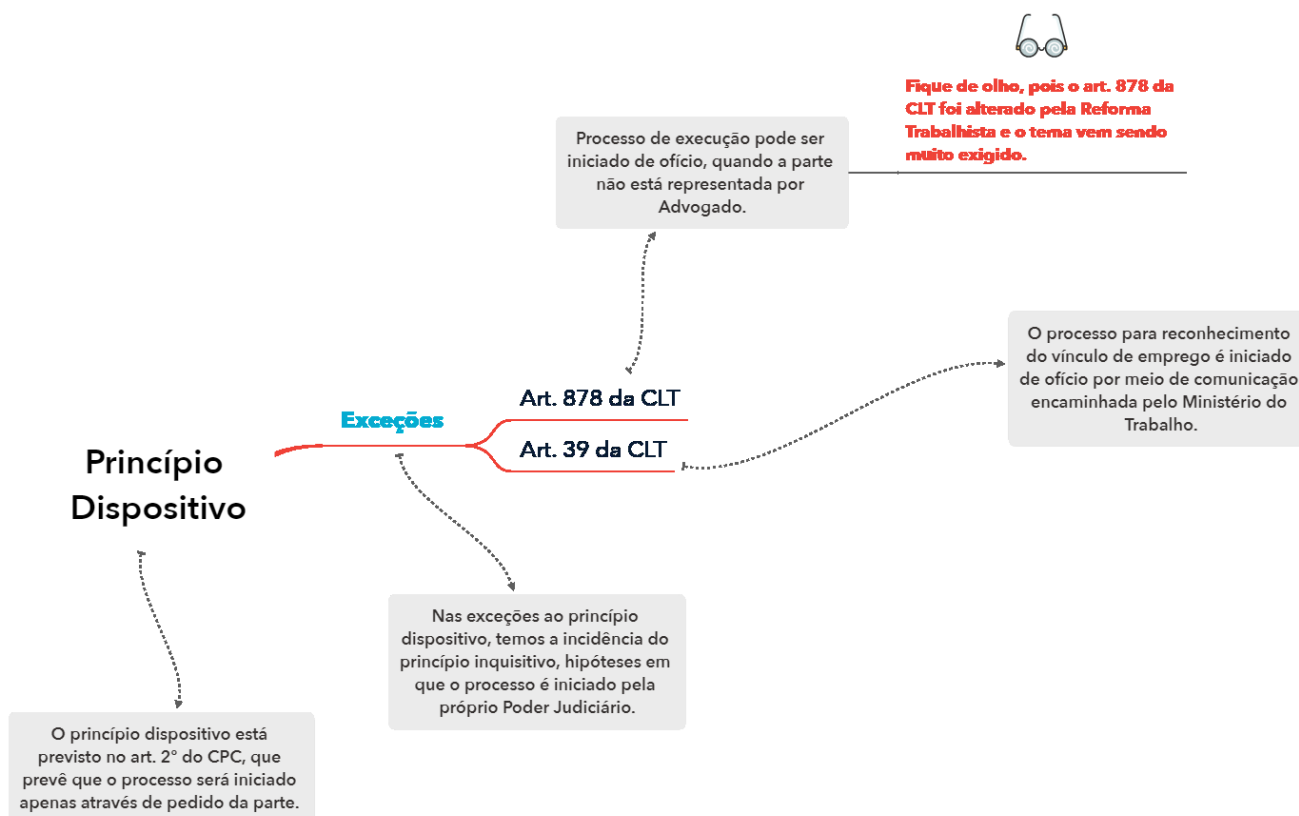 Fique de olho, pois o art. 878 da
CLT foi alterado pela Reforma
Trabalhista e o tema vem sendo
muito exigido.
Processo de execução pode ser
iniciado de ofício, quando a parte
não está representada por
Advogado.
O processo para reconhecimento
do vínculo de emprego é iniciado
de ofício por meio de comunicação
encaminhada pelo Ministério do
Trabalho.
Art. 878 da CLT
Exceções
Art. 39 da CLT
Princípio
Dispositivo
Nas exceções ao princípio
dispositivo, temos a incidência do
princípio inquisitivo, hipóteses em
que o processo é iniciado pela
próprio Poder Judiciário.
O princípio dispositivo está
previsto no art. 2° do CPC, que
prevê que o processo será iniciado
apenas através de pedido da parte.